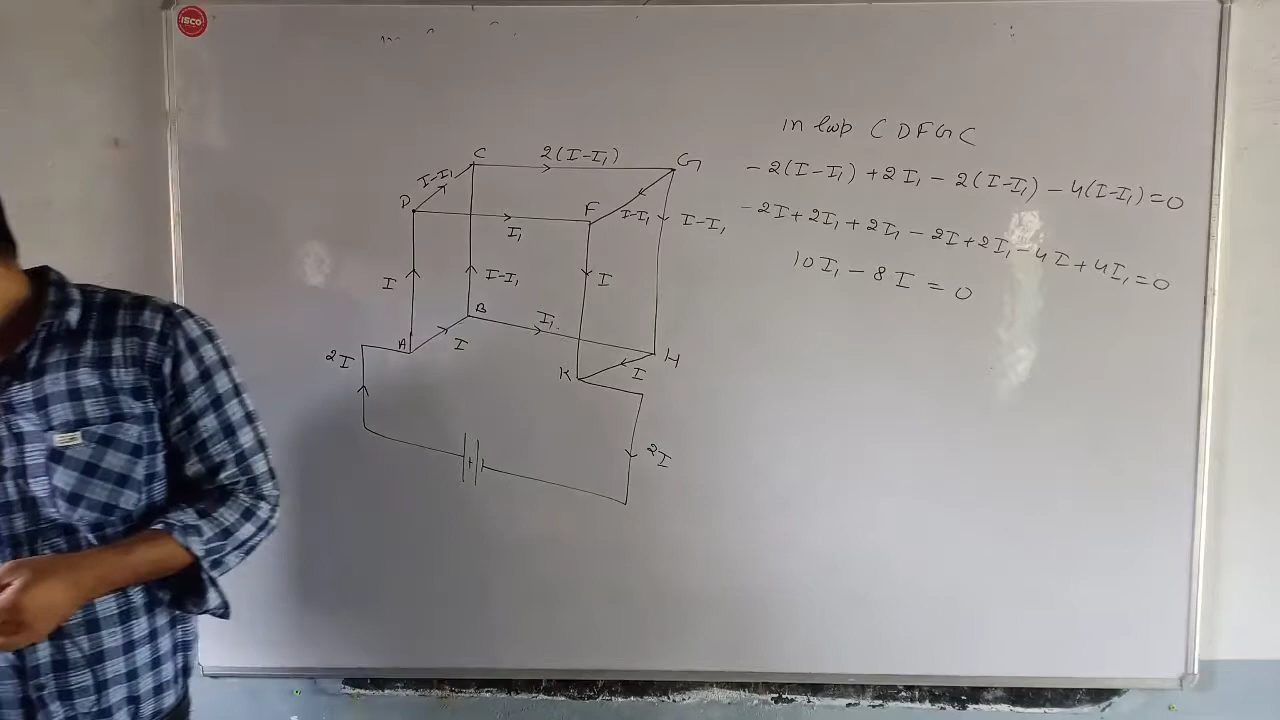 ISCO
in loop CDFGC
-2(I-I₁)+2I₁-2(I-I₁)-4(I-I₁)=0
-2I+2I₁+2I₁-2I+2I₁-4I+4I₁=0
10I₁-8I=0
C
2(I-I₁)
G
I-I₁
D
F
I-I₁
I-I₁
I₁
I
I-I₁
I
B
I₁
A
I
2I
H
K
I
2I